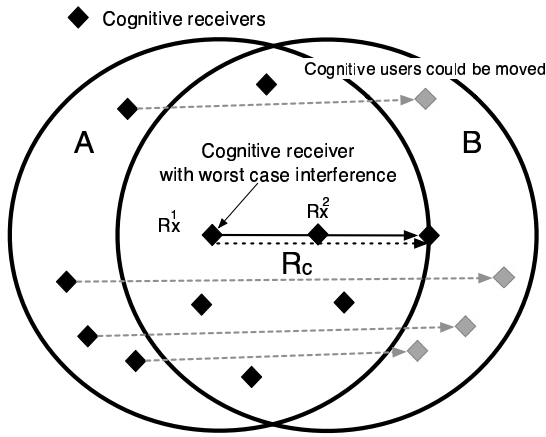 Cognitive receivers
Cognitive users could be moved
A
B
Cognitive receiver
with worst case interference
Rx1
Rx2
Rc